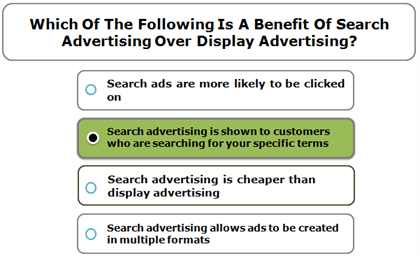 Which Of The Following Is A Benefit Of Search
Advertising Over Display Advertising?
Search ads are more likely to be clicked
on
Search advertising is shown to customers
who are searching for your specific terms
Search advertising is cheaper than
display advertising
Search advertising allows ads to be created
in multiple formats